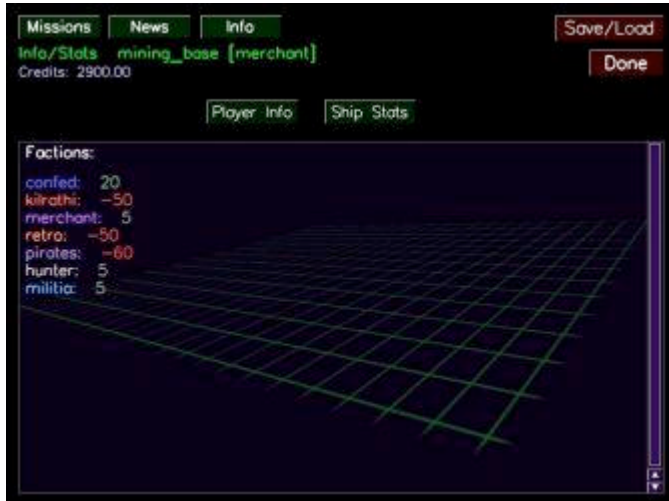 Missions News Info Save/Load
Info/Stats mining_base [merchant]
Credits: 2900.00
Done
Player Info Ship Stats
Factions:
confed: 20
kilrathi: -50
merchant: 5
retro: -50
pirates: -60
hunter: 5
militia: 5